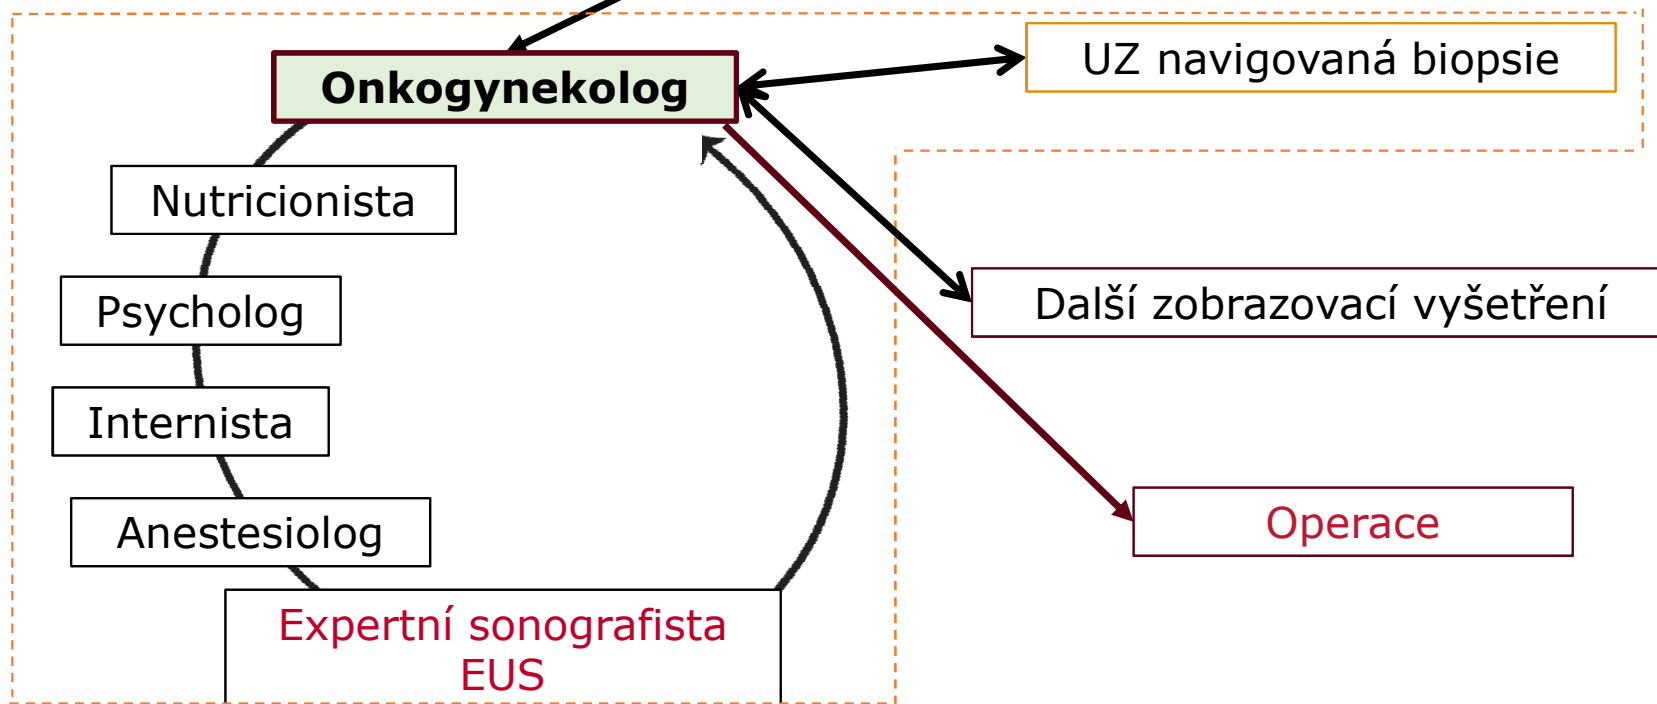 Onkogynekolog
UZ navigovaná biopsie
Nutricionista
Psycholog
Další zobrazovací vyšetření
Internista
Anestesiolog
Operace
Expertní sonografista
EUS